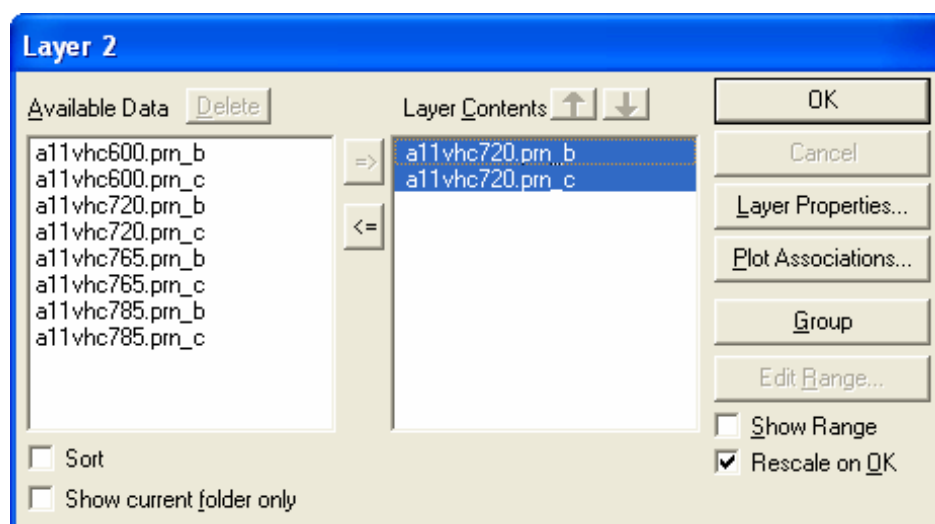 Layer 2
Available Data Delete
a11vhc600.prn_b
a11vhc600.prn_c
a11vhc720.prn_b
a11vhc720.prn_c
a11vhc765.prn_b
a11vhc765.prn_c
a11vhc785.prn_b
a11vhc785.prn_c
Sort
Show current folder only
=>
<=
Layer Contents
a11vhc720.prn_b
a11vhc720.prn_c
OK
Cancel
Layer Properties...
Plot Associations...
Group
Edit Range...
Show Range
Rescale on OK